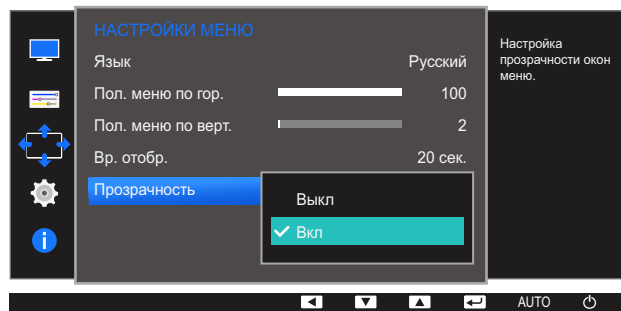 НАСТРОЙКИ МЕНЮ
Язык Русский
Пол. меню по гор. 100
Пол. меню по верт. 2
Вр. отобр. 20 сек.
Прозрачность
Выкл
Вкл
Настройка
прозрачности окон
меню.
AUTO